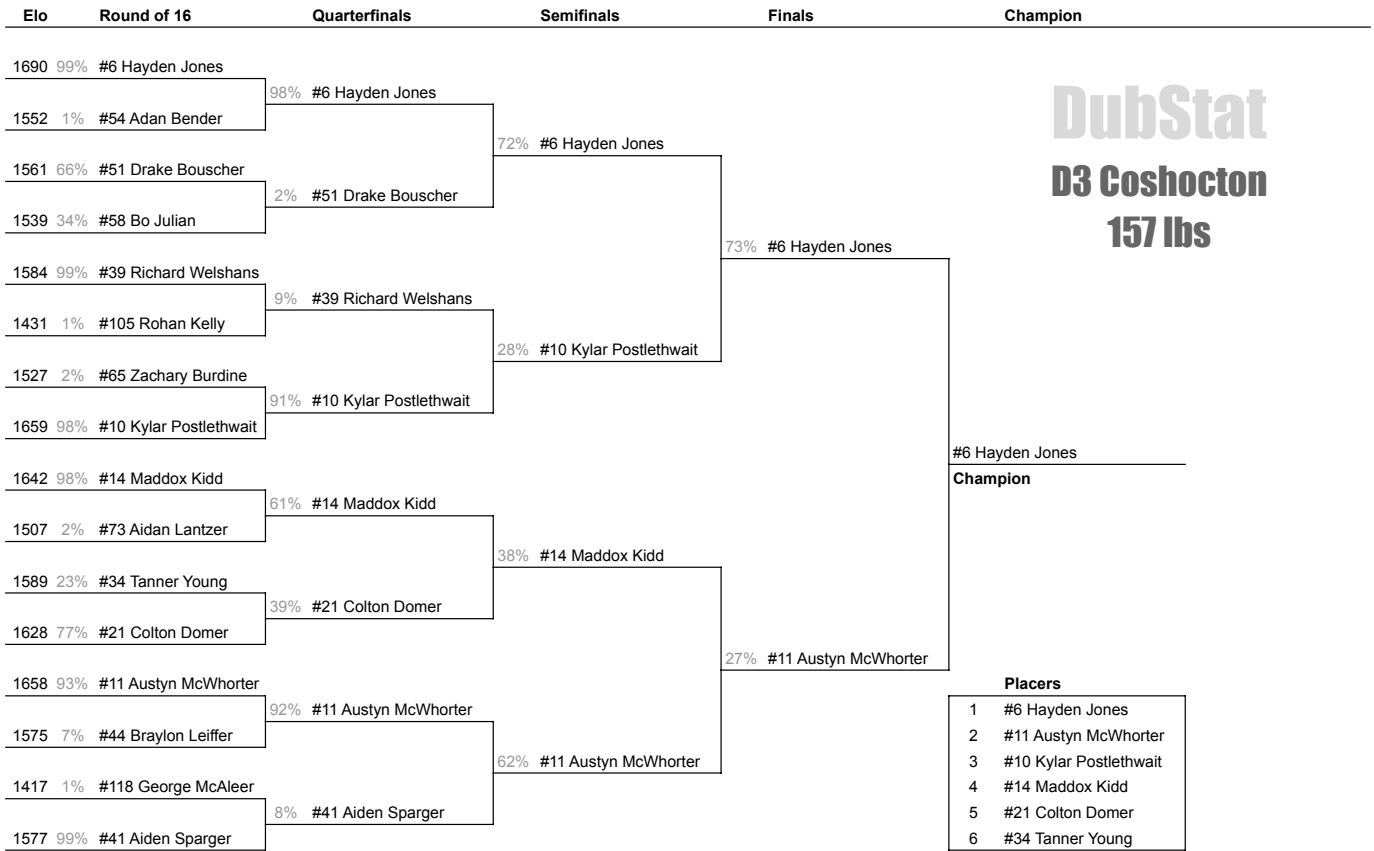 Elo Round of 16 Quarterfinals Semifinals Finals Champion
1690 99% #6 Hayden Jones
98% #6 Hayden Jones
DubStat
1552 1% #54 Adan Bender
72% #6 Hayden Jones
1561 66% #51 Drake Bouscher
D3 Coshocton
2% #51 Drake Bouscher
1539 34% #58 Bo Julian
157 lbs
73% #6 Hayden Jones
1584 99% #39 Richard Welshans
9% #39 Richard Welshans
1431 1% #105 Rohan Kelly
28% #10 Kylar Postlethwait
1527 2% #65 Zachary Burdine
91% #10 Kylar Postlethwait
1659 98% #10 Kylar Postlethwait
#6 Hayden Jones
1642 98% #14 Maddox Kidd
Champion
61% #14 Maddox Kidd
1507 2% #73 Aidan Lantzer
38% #14 Maddox Kidd
1589 23% #34 Tanner Young
39% #21 Colton Domer
1628 77% #21 Colton Domer
27% #11 Austyn McWhorter
1658 93% #11 Austyn McWhorter
Placers
92% #11 Austyn McWhorter
1 #6 Hayden Jones
1575 7% #44 Braylon Leiffer
2 #11 Austyn McWhorter
62% #11 Austyn McWhorter
3 #10 Kylar Postlethwait
1417 1% #118 George McAleer
4 #14 Maddox Kidd
8% #41 Aiden Sparger
5 #21 Colton Domer
1577 99% #41 Aiden Sparger
6 #34 Tanner Young